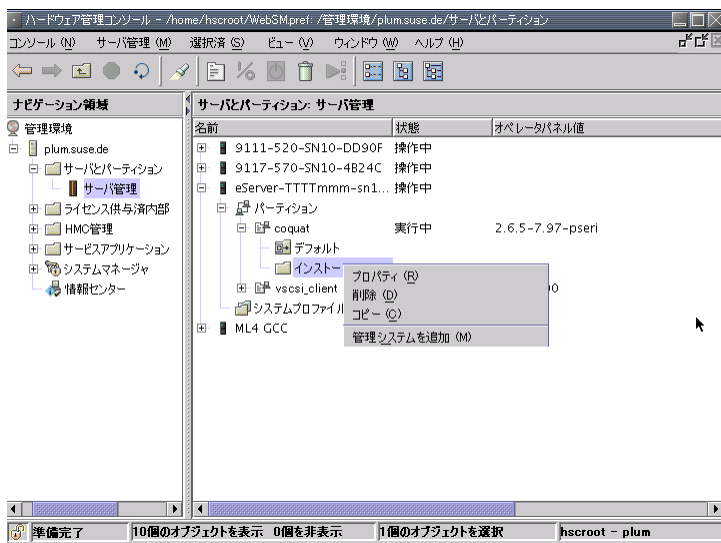 ハードウェア管理コンソール - /home/hscroot/WebSM.pref: /管理環境/plum.suse.de/サーバとパーティション
コンソール (N) サーバ管理 (M) 選択済 (S) ビュー (V) ウィンドウ (W) ヘルプ (H)
ナビゲーション領域
管理環境
plum.suse.de
サーバとパーティション
サーバ管理
ライセンス供与済内部
HMC管理
サービスアプリケーション
システムマネージャ
情報センター
サーバとパーティション: サーバ管理
名前 状態 オペレータパネル値
9111-520-SN10-DD90F 操作中
9117-570-SN10-4B24C 操作中
eServer-TTTTmmm-sn1... 操作中
パーティション
coquat 実行中 2.6.5-7.97-pseri
デフォルト
インストー
vscsi_client
システムプロファイル
ML4 GCC
プロパティ (R)
削除 (D)
コピー (C)
管理システムを追加 (M)
準備完了 10個のオブジェクトを表示 0個を非表示 1個のオブジェクトを選択 hscroot - plum